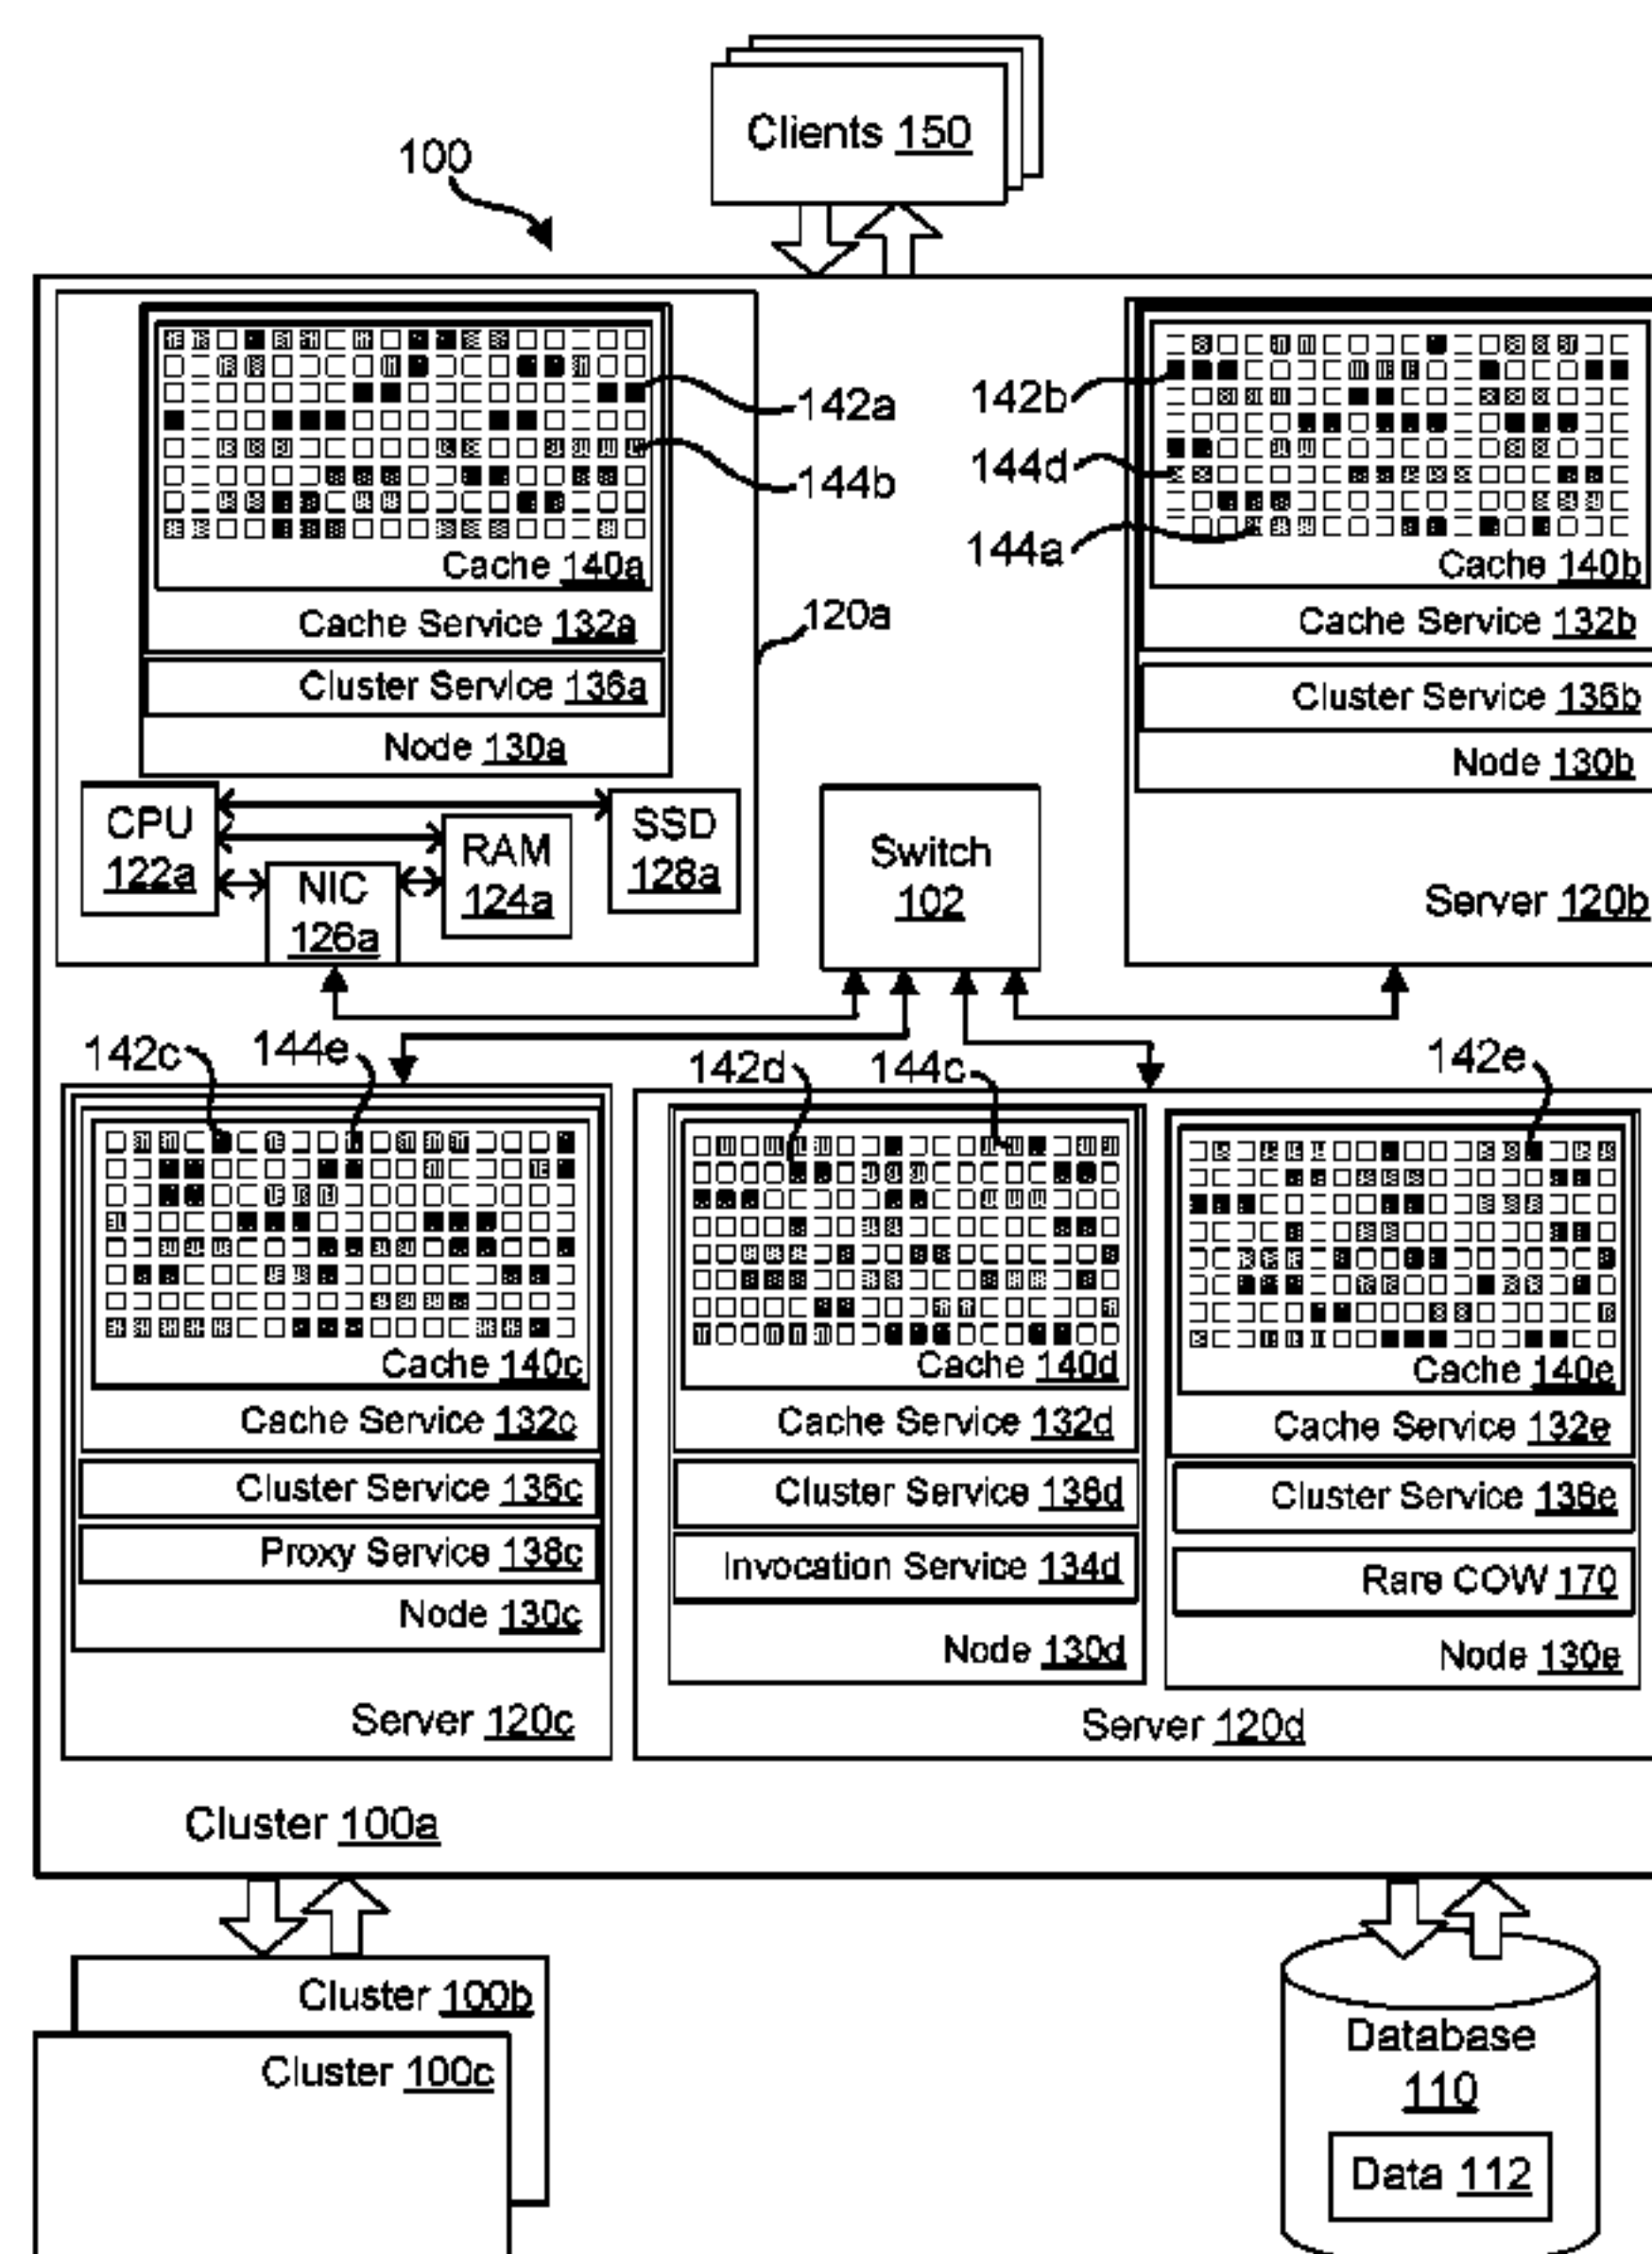 Clients 150
100
142a
144b
142b
144d
144a
Cache 140a
Cache Service 132a
Cluster Service 136a
Node 130a
120a
Cache 140b
Cache Service 132b
Cluster Service 136b
Node 130b
CPU
122a
NIC
126a
RAM
124a
SSD
128a
Switch
102
Server 120b
142c
144e
142d
144c
142e
Cache 140c
Cache Service 132c
Cluster Service 136c
Proxy Service 138c
Node 130c
Server 120c
Cache 140d
Cache Service 132d
Cluster Service 136d
Invocation Service 134d
Node 130d
Cache 140e
Cache Service 132e
Cluster Service 136e
Rare COW 170
Node 130e
Server 120d
Cluster 100a
Cluster 100b
Cluster 100c
Database
110
Data 112